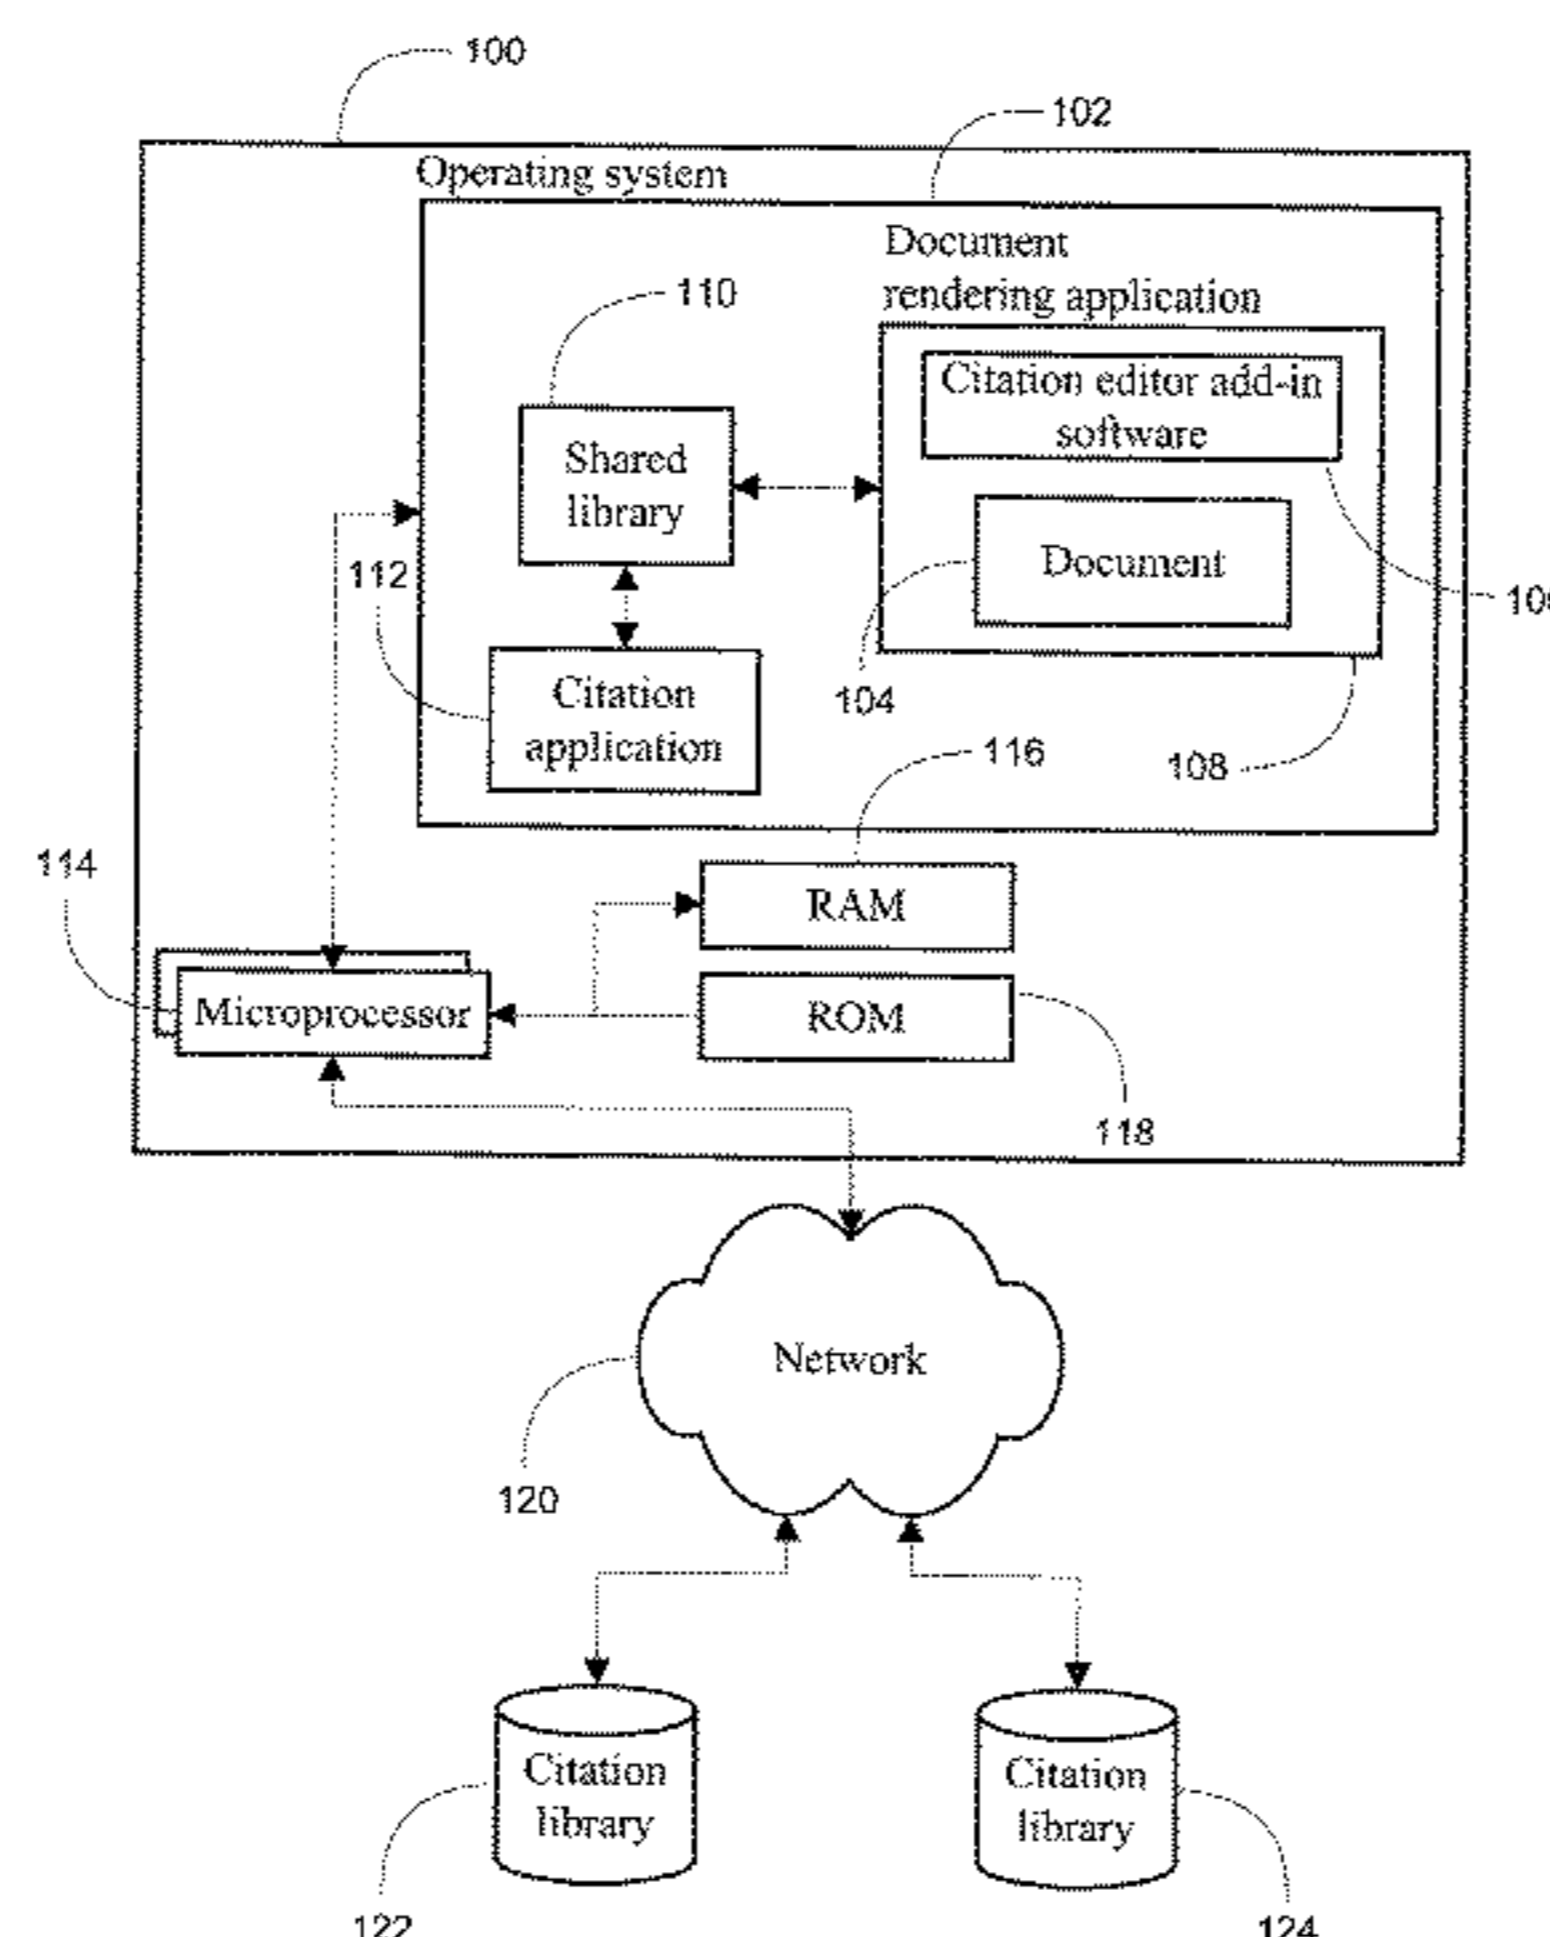 100
102
Operating system
Document
rendering application
110
Citation editor add-in
software
Shared
library
112
Document
104
Citation
application
116
108
114
RAM
Microprocessor
ROM
118
Network
120
Citation
library
Citation
library
122
124